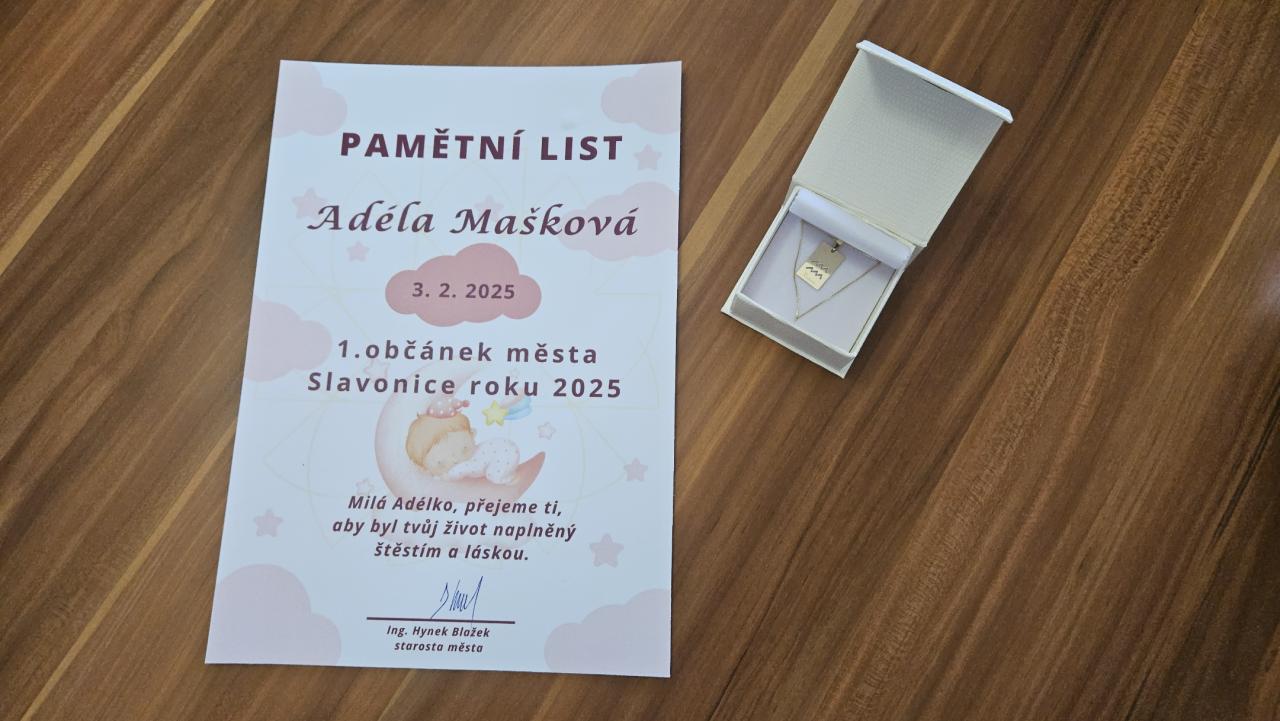 PAMĚTNÍ LIST
Adéla Mašková
3. 2. 2025
1.občánek města
Slavonice roku 2025
Milá Adélko, přejeme ti,
aby byl tvůj život naplněný
štěstím a láskou.
Ing. Hynek Blažek
starosta města